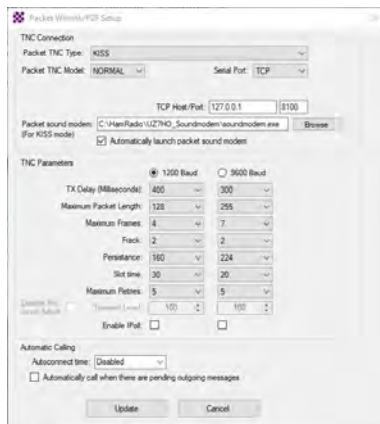 Packet Winlink/P2P Setup
TNC Connection
Packet TNC Type: KISS
Packet TNC Model: NORMAL Serial Port: TCP
TCP Host/Port: 127.0.0.1 8100
Packet sound modem: C:\HamRadio\UZ7HO_Soundmodem\soundmodem.exe Browse
(For KISS mode)
Automatically launch packet sound modem
TNC Parameters
1200 Baud 9600 Baud
TX Delay (Milliseconds): 400 300
Maximum Packet Length: 128 255
Maximum Frames: 4 7
Frack: 2 2
Persistance: 160 224
Slot time: 30 20
Maximum Retries: 5 5
100 100
Enable IPoll:
Automatic Calling
Autoconnect time: Disabled
Automatically call when there are pending outgoing messages
Update Cancel